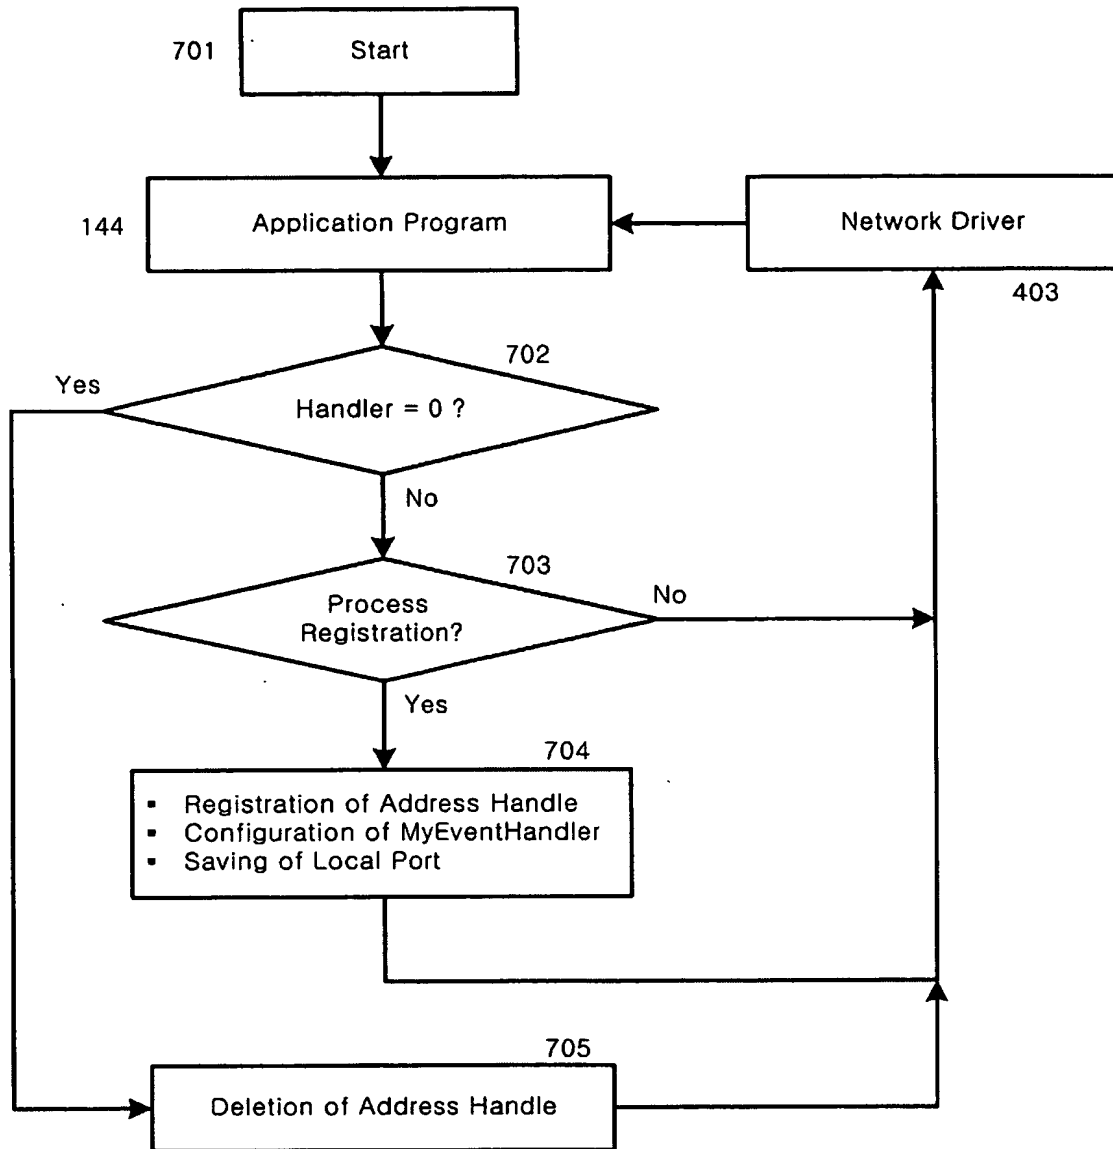 701
Start
144
Application Program
Network Driver
403
702
Yes
Handler = 0 ?
No
703
Process
Registration?
No
Yes
704
▪ Registration of Address Handle
▪ Configuration of MyEventHandler
▪ Saving of Local Port
705
Deletion of Address Handle